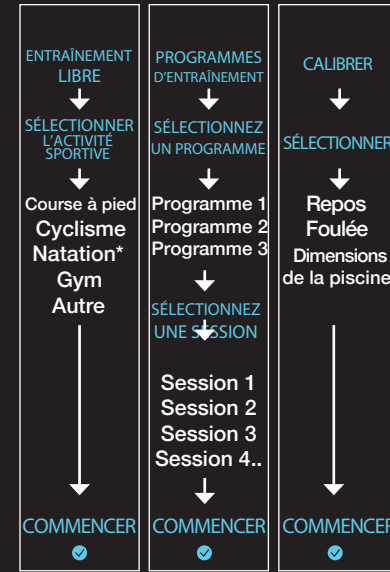 ENTRAÎNEMENT
LIBRE
SÉLECTIONNER
L'ACTIVITÉ
SPORTIVE
Course à pied
Cyclisme
Natation*
Gym
Autre
COMMENCER
PROGRAMMES
D'ENTRAÎNEMENT
SÉLECTIONNEZ
UN PROGRAMME
Programme 1
Programme 2
Programme 3
SÉLECTIONNEZ
UNE SESSION
Session 1
Session 2
Session 3
Session 4..
COMMENCER
CALIBRER
SÉLECTIONNER
Repos
Foulée
Dimensions
de la piscine
COMMENCER